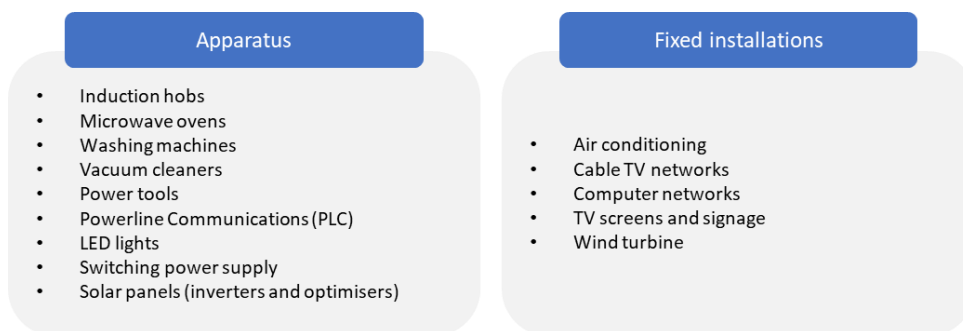 Apparatus
• Induction hobs
• Microwave ovens
• Washing machines
• Vacuum cleaners
• Power tools
• Powerline Communications (PLC)
• LED lights
• Switching power supply
• Solar panels (inverters and optimisers)
Fixed installations
• Air conditioning
• Cable TV networks
• Computer networks
• TV screens and signage
• Wind turbine